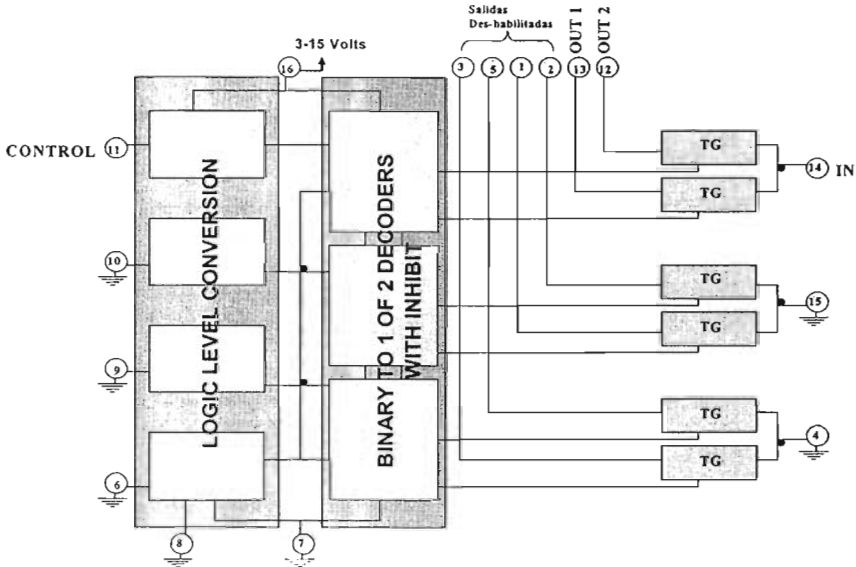 Salidas
Des-habilitadas
OUT 1
OUT 2
3-15 Volts
16
3
5
1
2
13
12
CONTROL
11
TG
14
IN
TG
10
TG
15
TG
9
TG
4
TG
6
8
7
LOGIC LEVEL CONVERSION
BINARY TO 1 OF 2 DECODERS
WITH INHIBIT